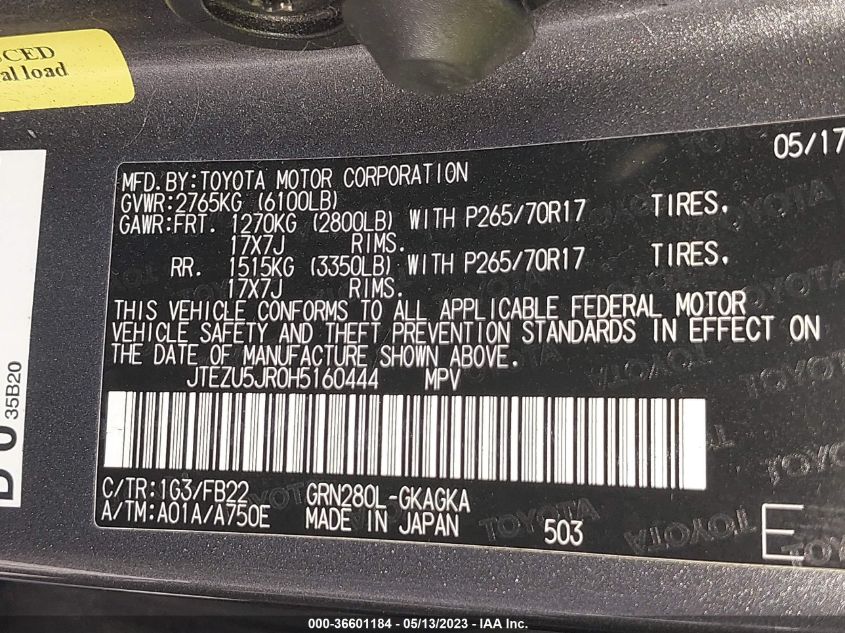 CED
al load
35B20
05/17
MFD.BY:TOYOTA MOTOR CORPORATION
GVWR:2765KG (6100LB)
GAWR:FRT. 1270KG (2800LB) WITH P265/70R17 TIRES.
17X7J RIMS.
RR. 1515KG (3350LB) WITH P265/70R17 TIRES.
17X7J RIMS.
THIS VEHICLE CONFORMS TO ALL APPLICABLE FEDERAL MOTOR
VEHICLE SAFETY AND THEFT PREVENTION STANDARDS IN EFFECT ON
THE DATE OF MANUFACTURE SHOWN ABOVE.
JTEZU5JR0H5160444 MPV
C/TR:1G3/FB22 GRN280L-GKAGKA
A/TM:A01A/A750E MADE IN JAPAN 503 E
TOYOTA TOYOTA
000-36601184 - 05/13/2023 - IAA Inc.